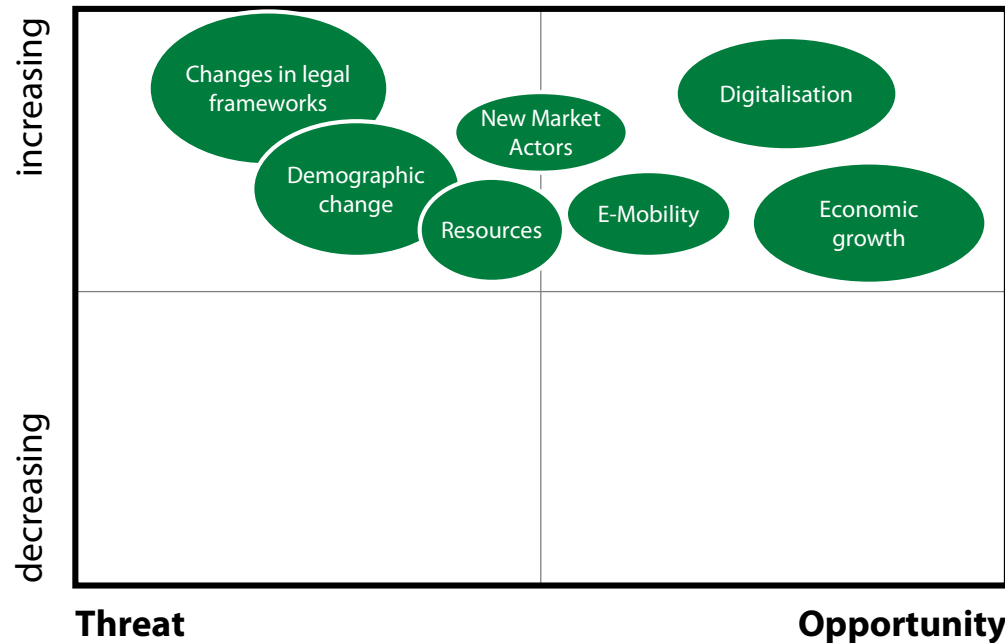 increasing
Changes in legal
frameworks
Digitalisation
New Market
Actors
Demographic
change
Resources
E-Mobility
Economic
growth
decreasing
Threat
Opportunity